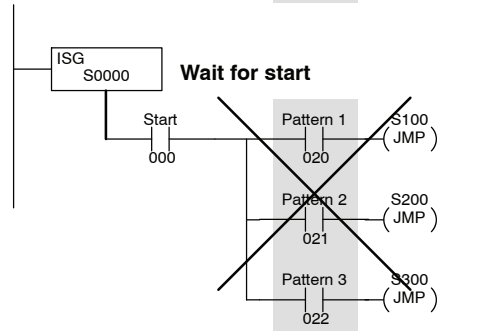 ISG
S0000
Wait for start
Start
000
Pattern 1
020
S100
JMP
Pattern 2
021
S200
JMP
Pattern 3
022
S300
JMP